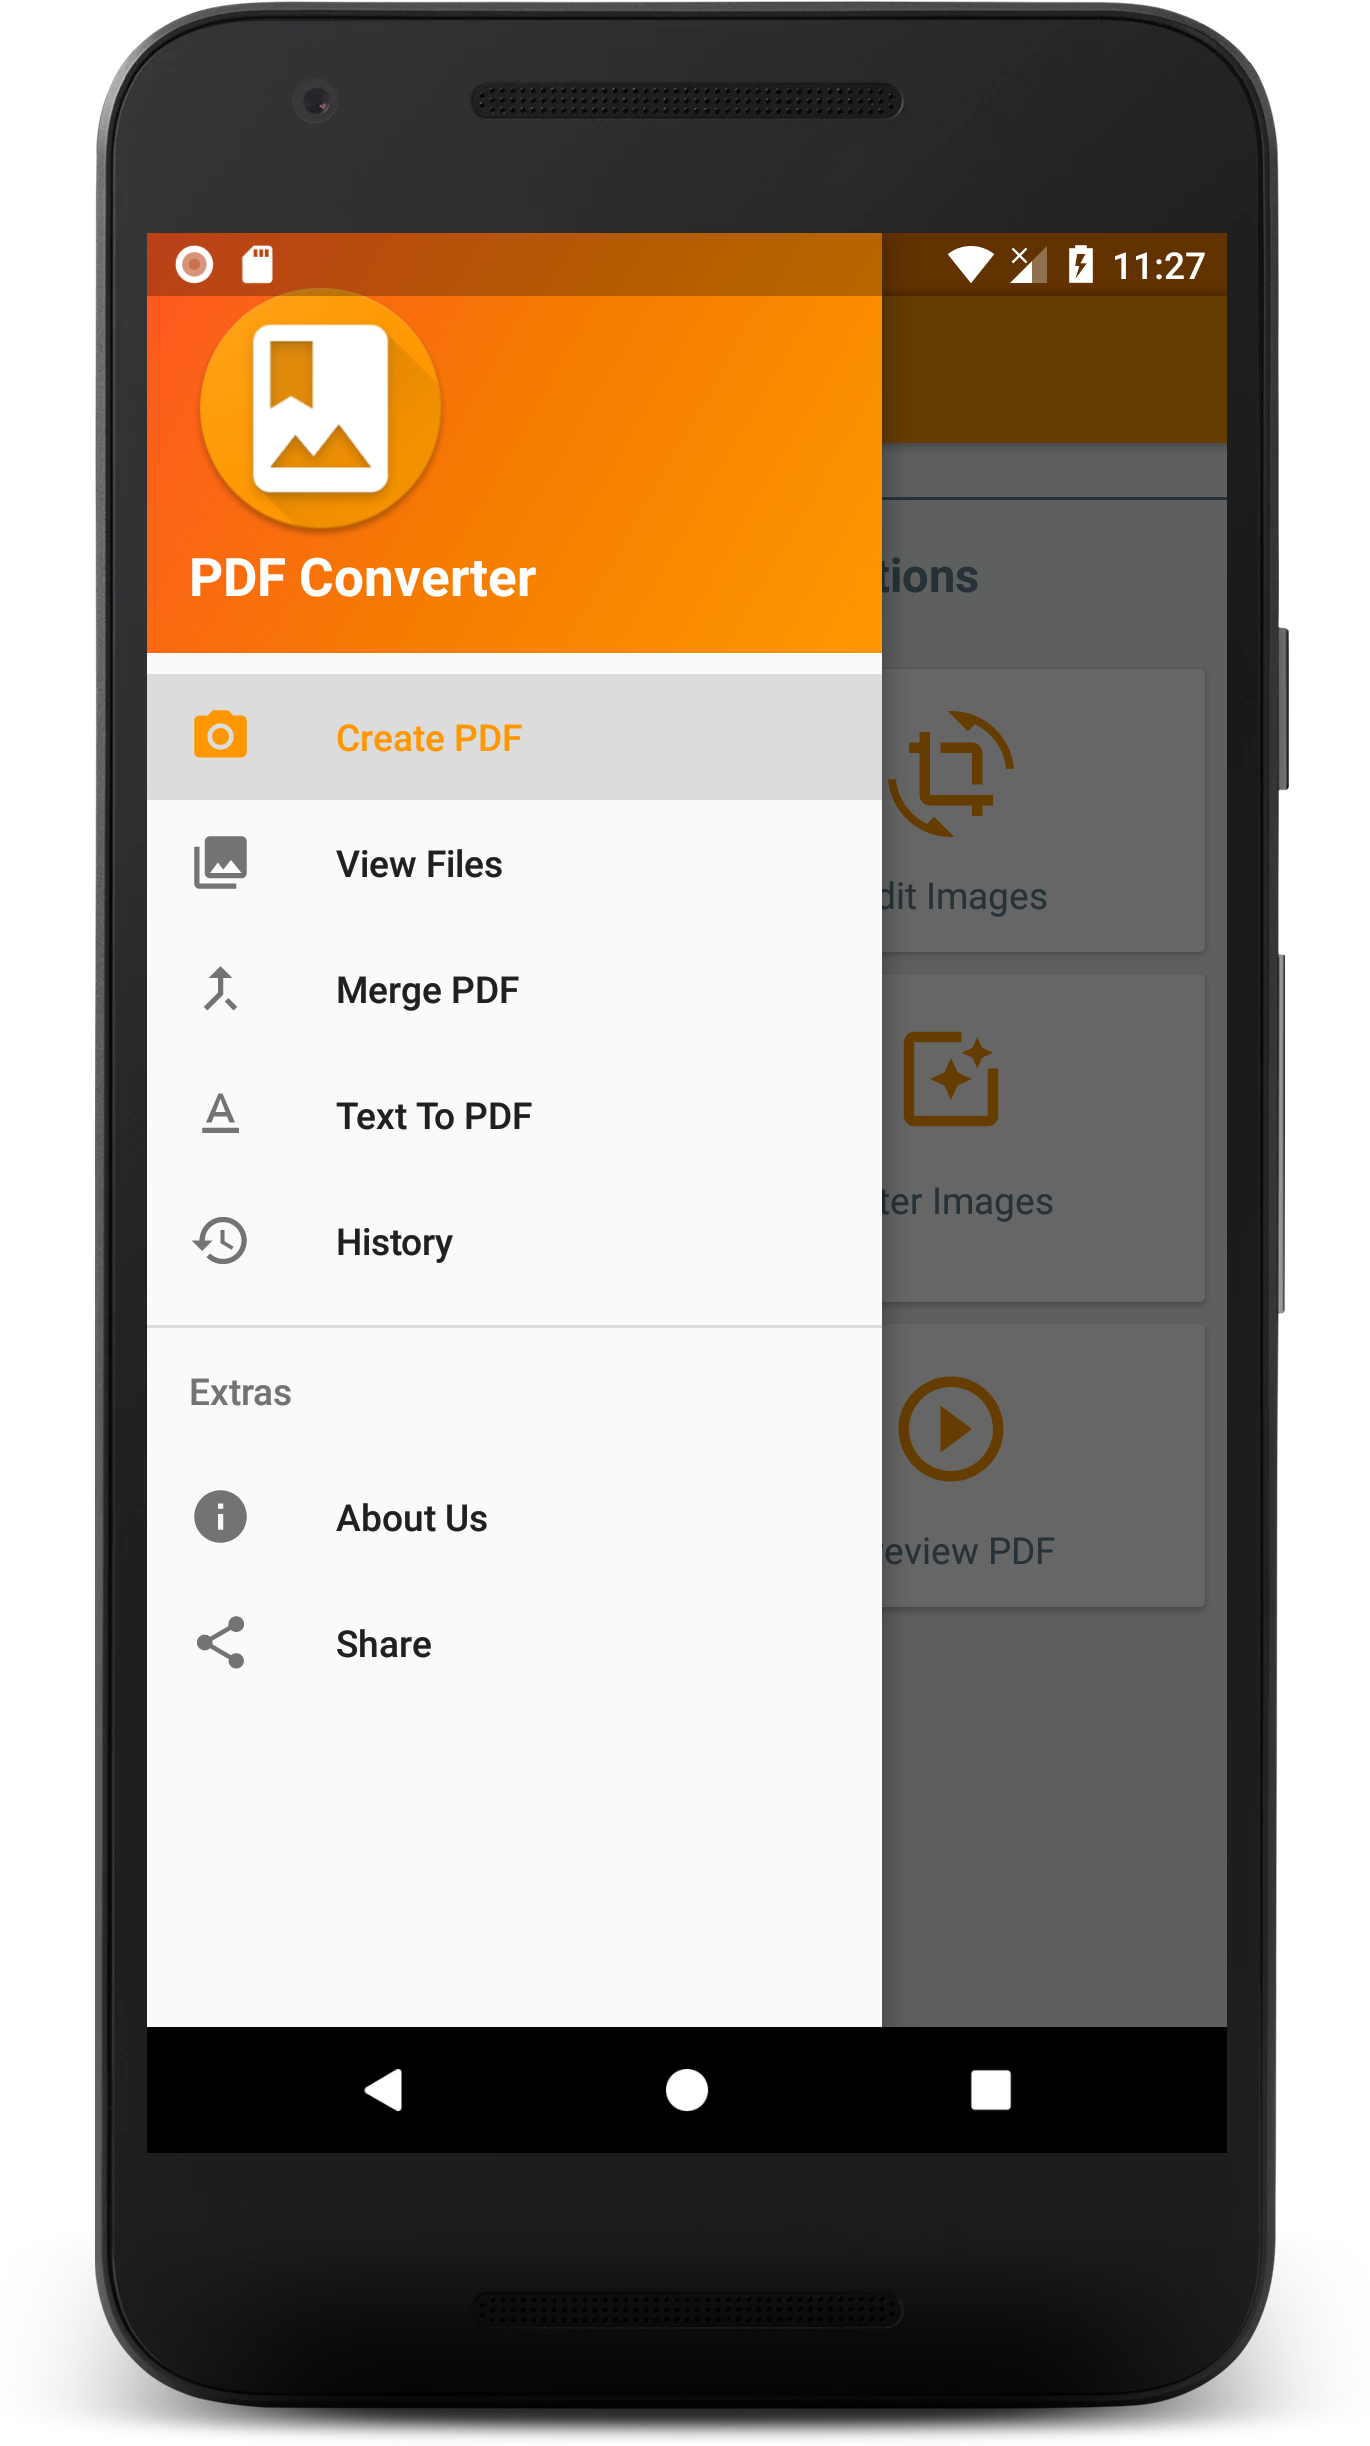 11:27
PDF Converter
tions
Create PDF
View Files
dit Images
Merge PDF
Text To PDF
ter Images
History
Extras
About Us
eview PDF
Share